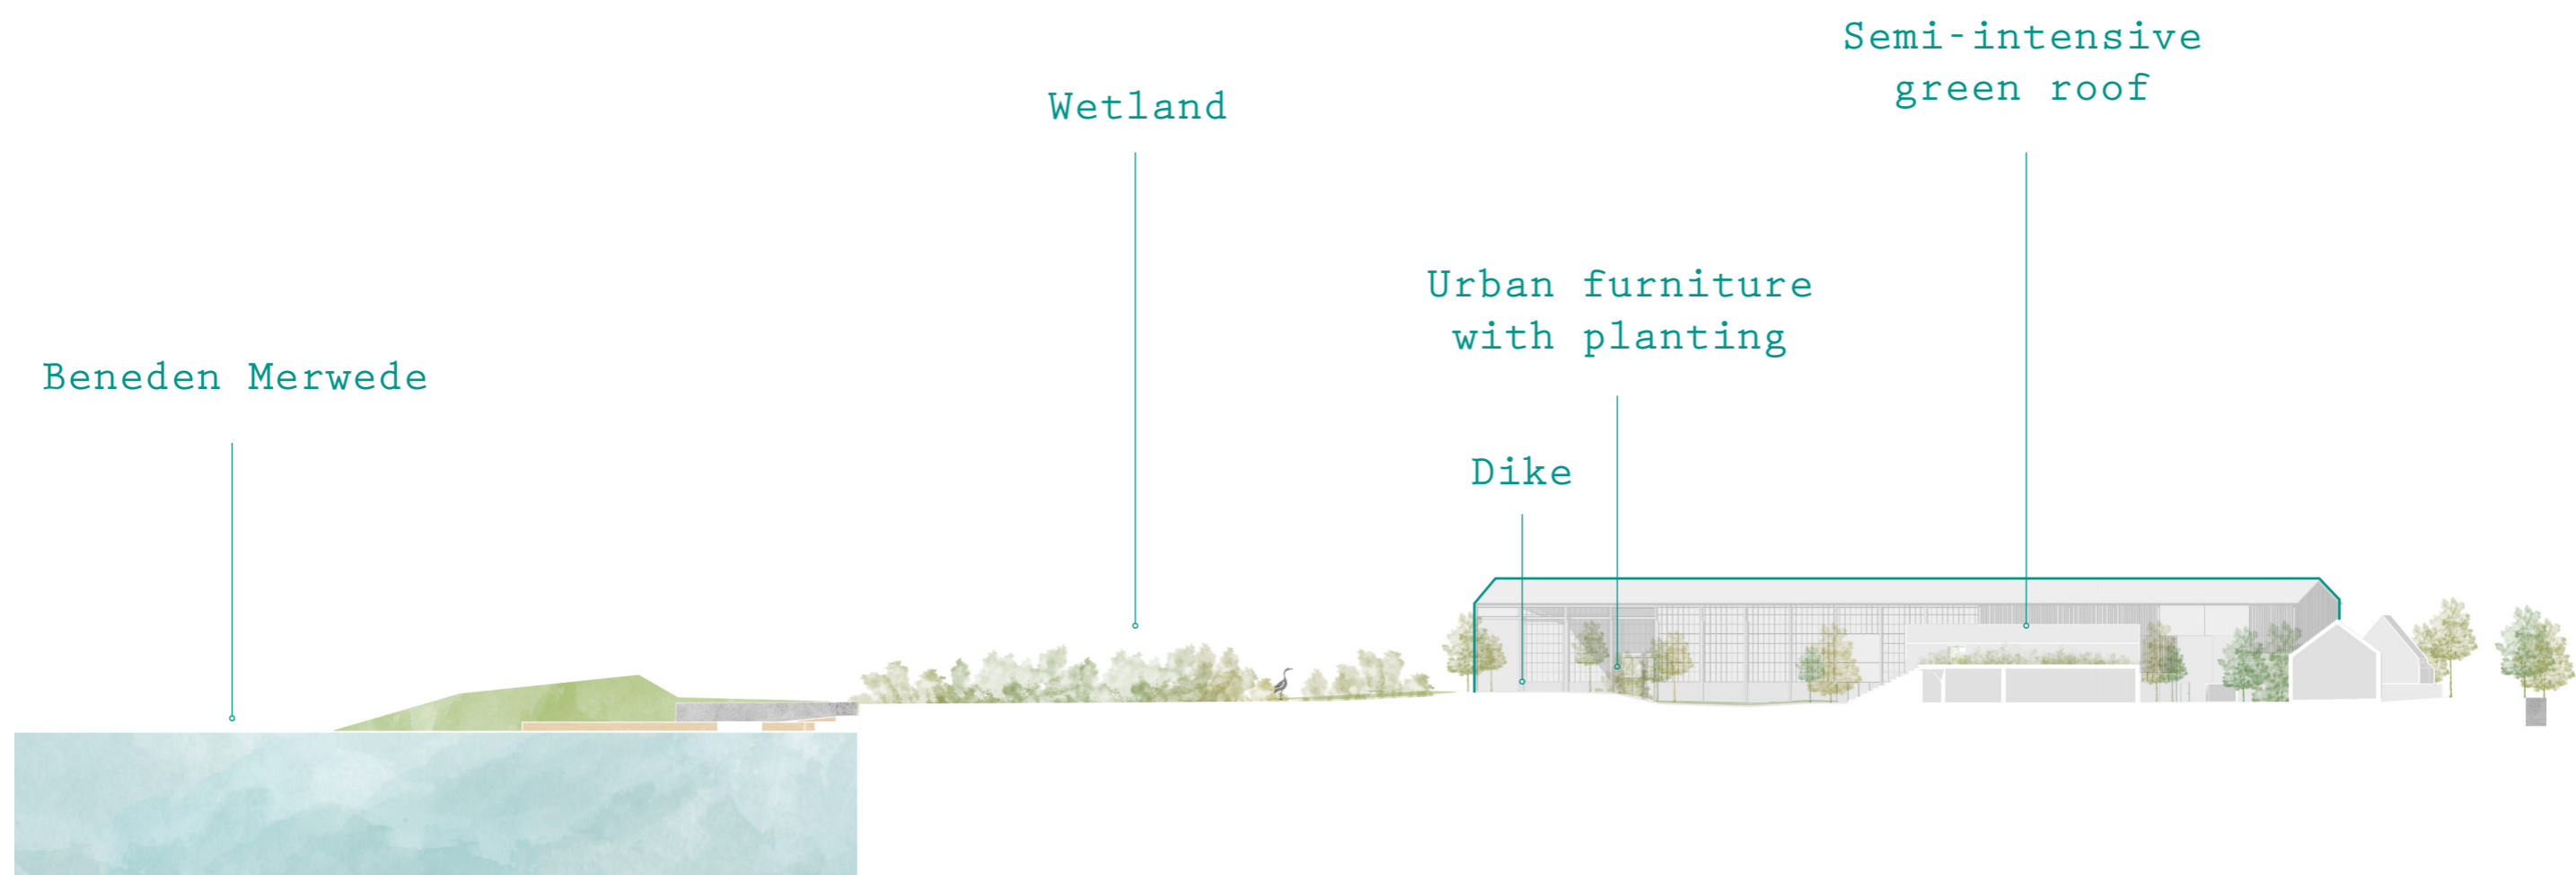 Semi-intensive
green roof
Wetland
Urban furniture
with planting
Beneden Merwede
Dike